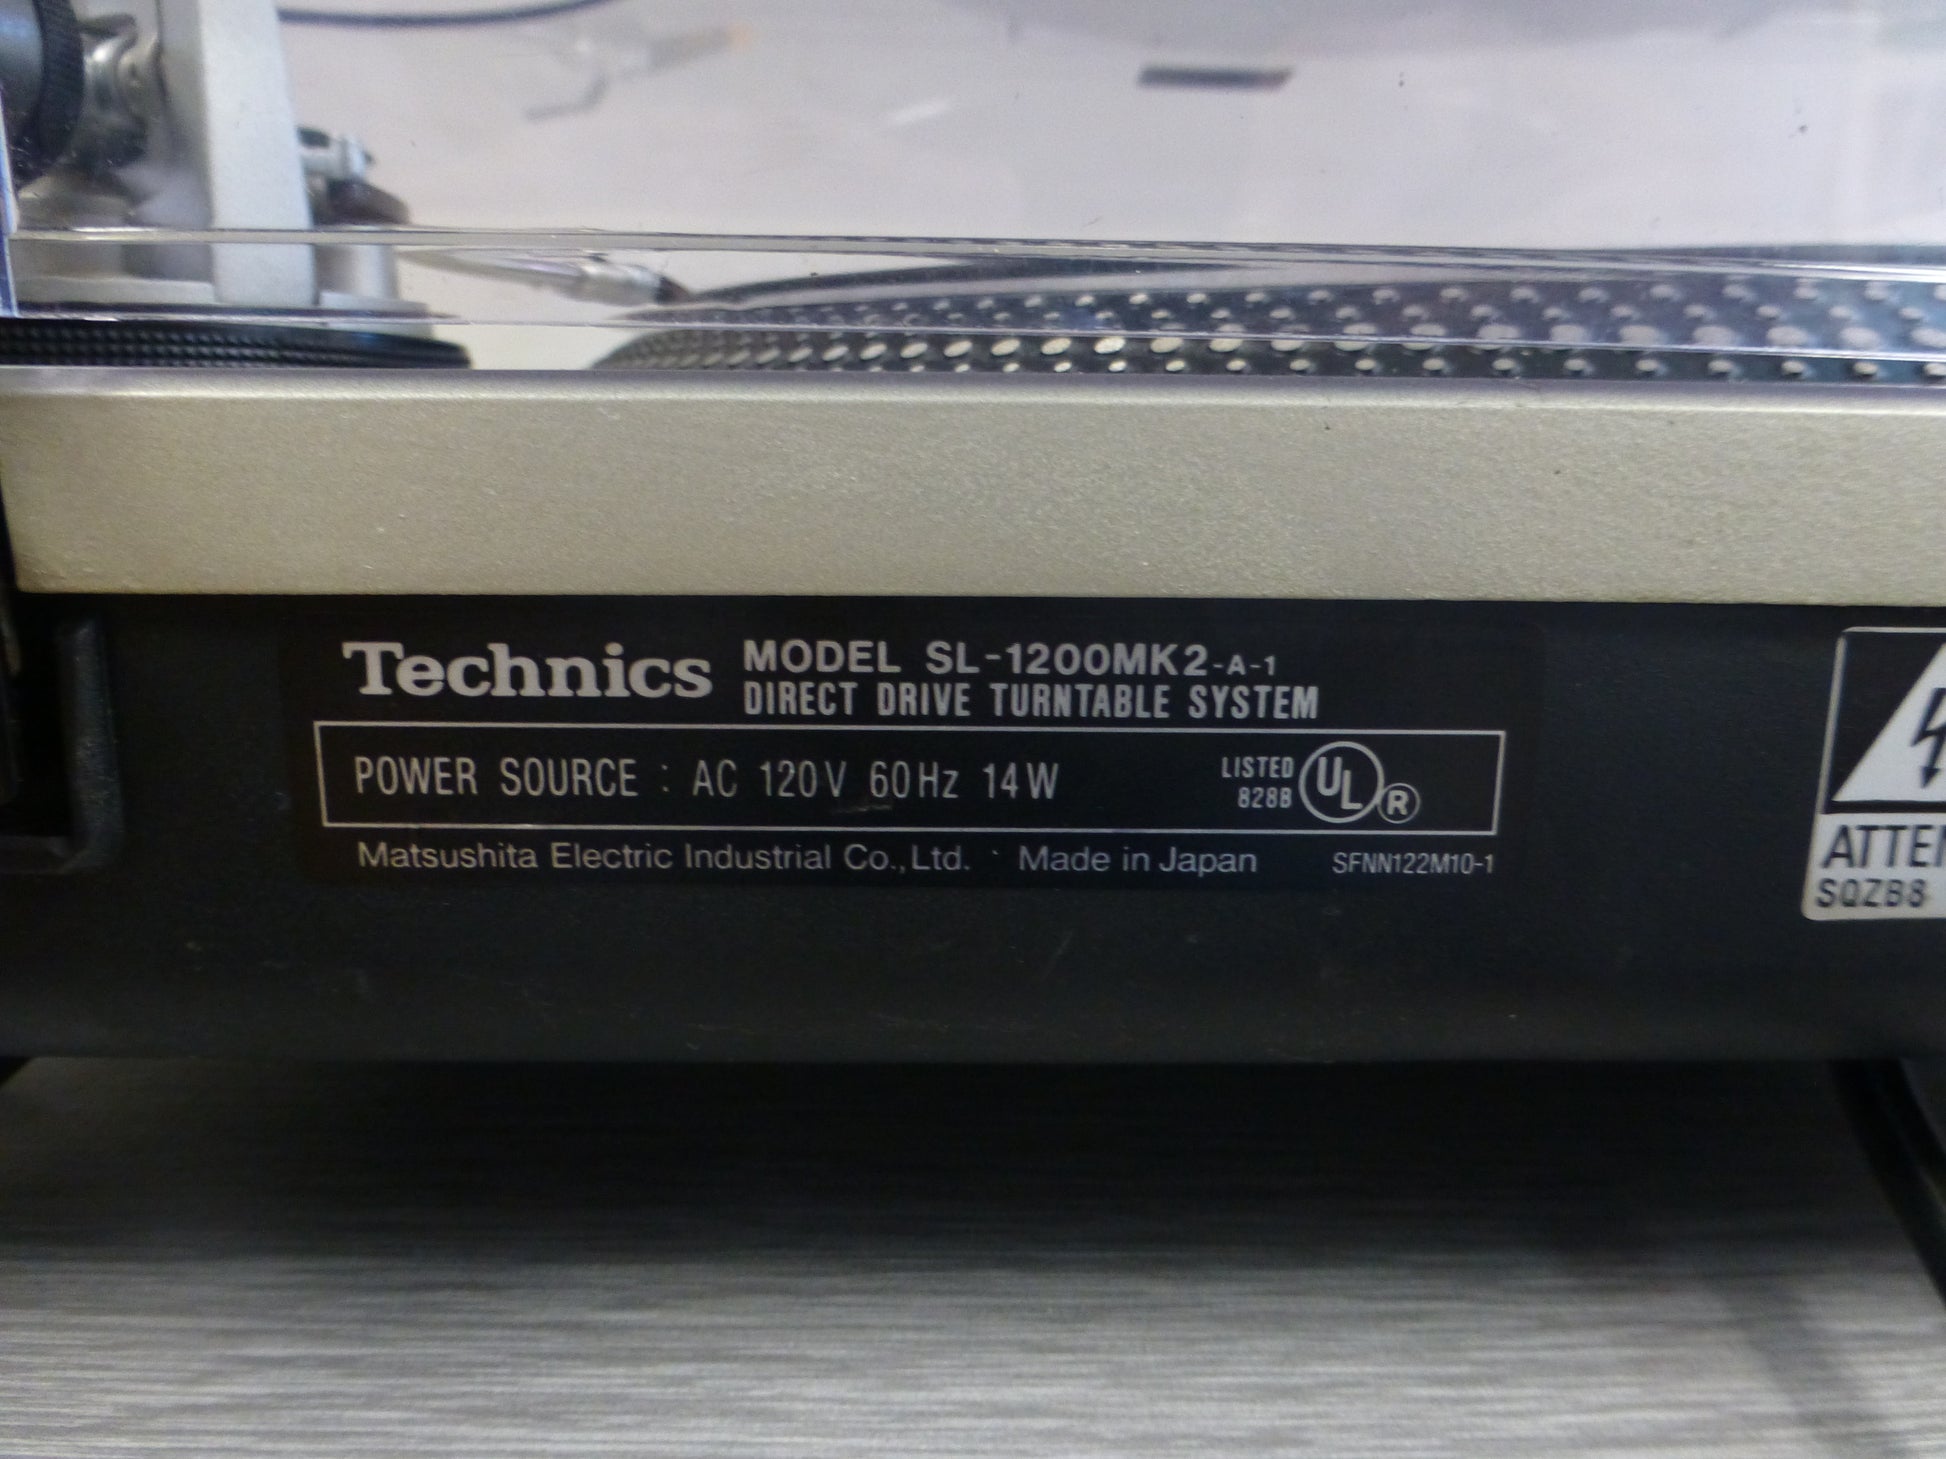 Technics MODEL SL-1200MK2-A-1
DIRECT DRIVE TURNTABLE SYSTEM
POWER SOURCE : AC 120V 60Hz 14W
LISTED
828B
UL
R
Matsushita Electric Industrial Co., Ltd. · Made in Japan SFNN122M10-1
ATTEN
SQZB8